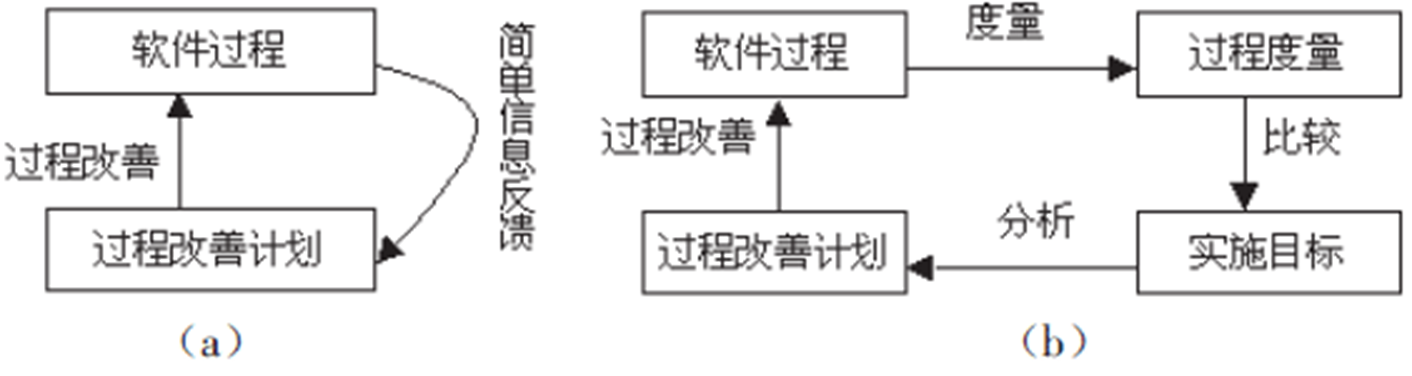 软件过程
简单信息反馈
过程改善
过程改善计划
(a)
软件过程
度量
过程度量
过程改善
比较
过程改善计划
分析
实施目标
(b)